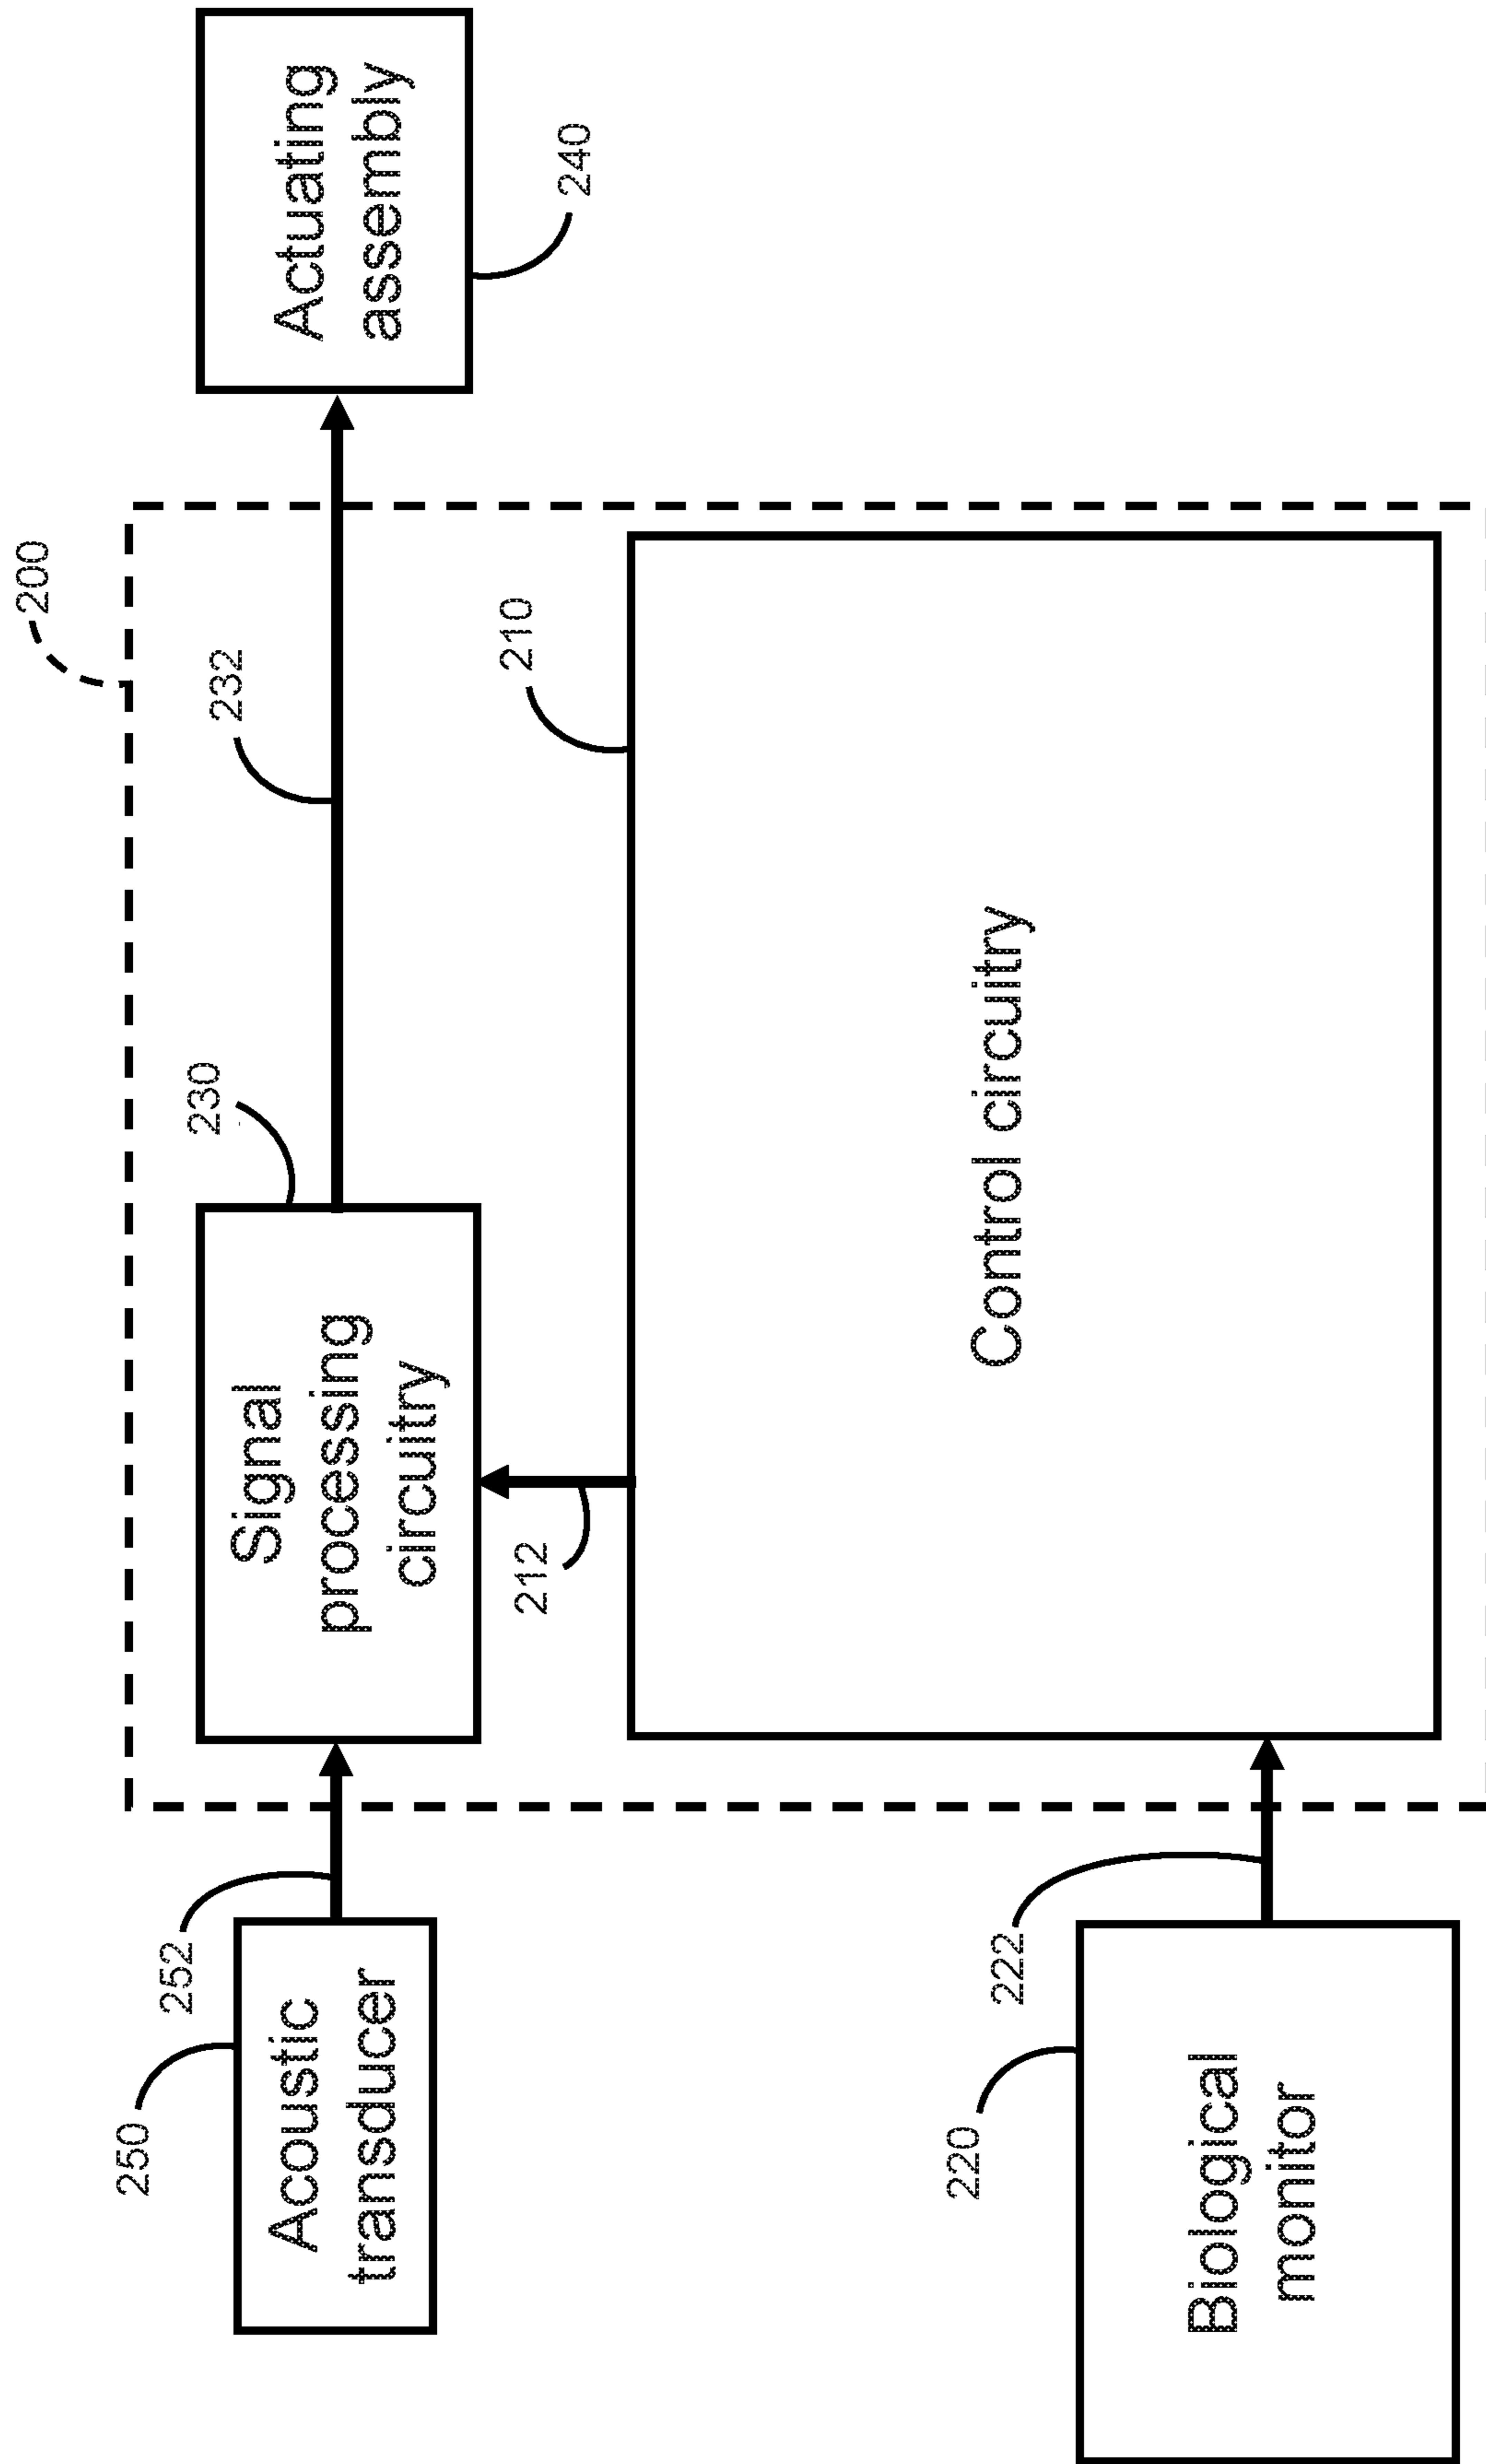 200
250
Acoustic
transducer
252
230
Signal
processing
circuitry
232
Actuating
assembly
240
212
210
Control circuitry
220
Biological
monitor
222